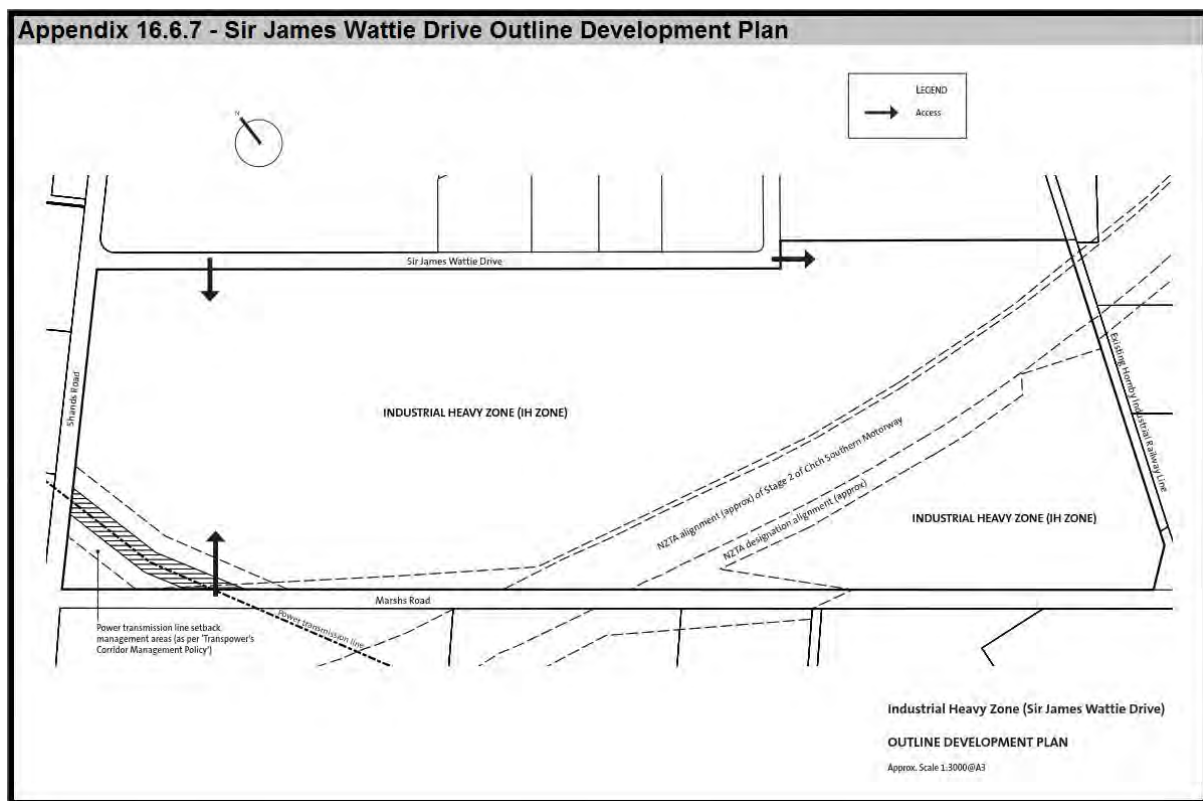 Appendix 16.6.7 - Sir James Wattie Drive Outline Development Plan
LEGEND
Access
N
Sir James Wattie Drive
Shands Road
INDUSTRIAL HEAVY ZONE (IH ZONE)
Existing Hornby Industrial Railway Line
NZTA alignment (approx) of Stage 2 of Chch Southern Motorway
NZTA designation alignment (approx)
INDUSTRIAL HEAVY ZONE (IH ZONE)
Marshs Road
Power transmission line
Power transmission line setback
management areas (as per 'Transpower's
Corridor Management Policy')
Industrial Heavy Zone (Sir James Wattie Drive)
OUTLINE DEVELOPMENT PLAN
Approx. Scale 1:3000@A3